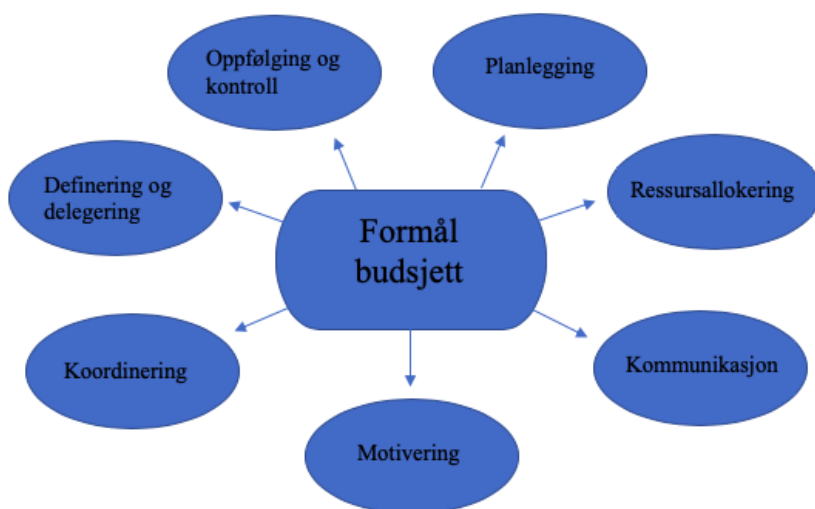 Oppfølging og
kontroll
Planlegging
Definering og
delegering
Ressursallokering
Formål
budsjett
Koordinering
Kommunikasjon
Motivering